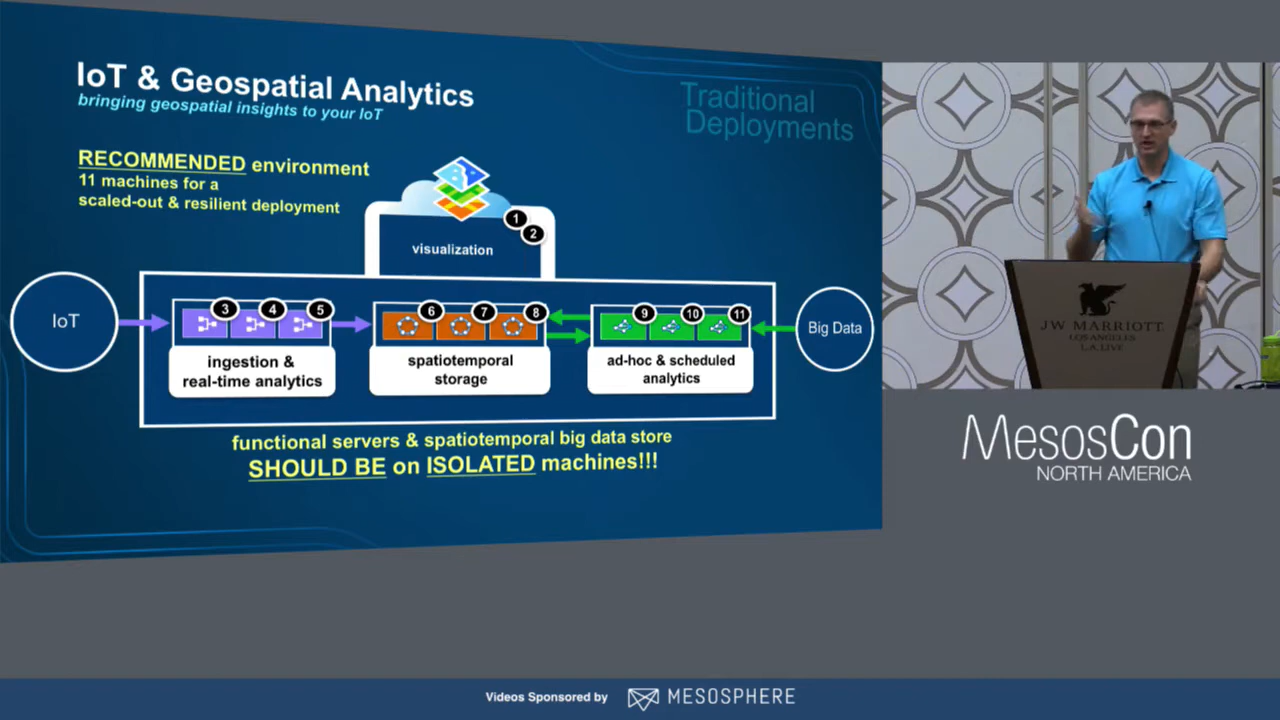 IoT & Geospatial Analytics
bringing geospatial insights to your IoT
Traditional
Deployments
RECOMMENDED environment
11 machines for a
scaled-out & resilient deployment
1
2
visualization
IoT
3 4 5
6 7 8
9 10 11
Big Data
ingestion &
real-time analytics
spatiotemporal
storage
ad-hoc & scheduled
analytics
functional servers & spatiotemporal big data store
SHOULD BE on ISOLATED machines!!!
JW MARRIOTT
LOS ANGELES
L.A. LIVE
MesosCon
NORTH AMERICA
Videos Sponsored by MESOSPHERE